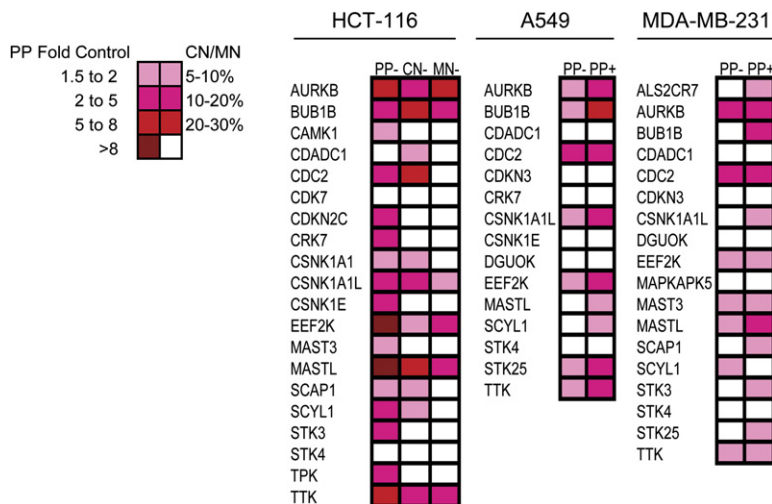 HCT-116 A549 MDA-MB-231
PP Fold Control CN/MN
1.5 to 2 5-10%
2 to 5 10-20%
5 to 8 20-30%
>8
PP- CN- MN-
AURKB
BUB1B
CAMK1
CDADC1
CDC2
CDK7
CDKN2C
CRK7
CSNK1A1
CSNK1A1L
CSNK1E
EEF2K
MAST3
MASTL
SCAP1
SCYL1
STK3
STK4
TPK
TTK
PP- PP+
AURKB
BUB1B
CDADC1
CDC2
CDKN3
CRK7
CSNK1A1L
CSNK1E
DGUOK
EEF2K
MASTL
SCYL1
STK4
STK25
TTK
PP- PP+
ALS2CR7
AURKB
BUB1B
CDADC1
CDC2
CDKN3
CSNK1A1L
DGUOK
EEF2K
MAPKAPK5
MAST3
MASTL
SCAP1
SCYL1
STK3
STK4
STK25
TTK